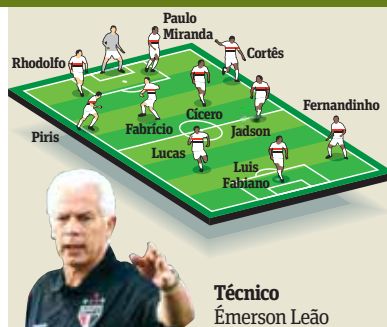 Paulo
Miranda
Rhodolfo
Cortês
Fernandinho
Piris
Fabrício
Cícero
Jadson
Lucas
Luis
Fabiano
Técnico
Émerson Leão